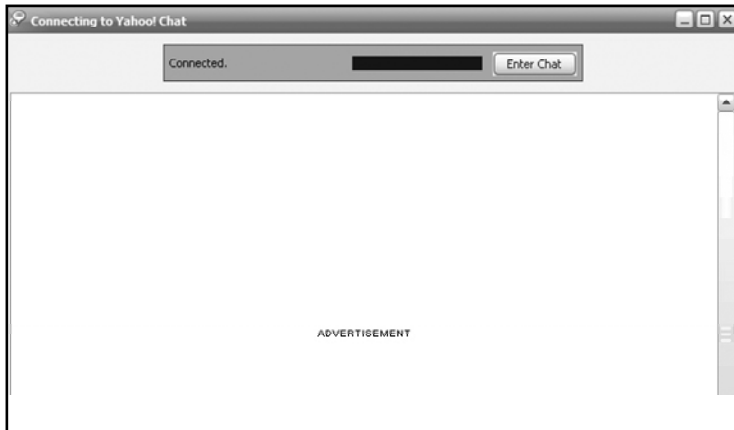 Connecting to Yahoo! Chat
Connected.
Enter Chat
ADVERTISEMENT